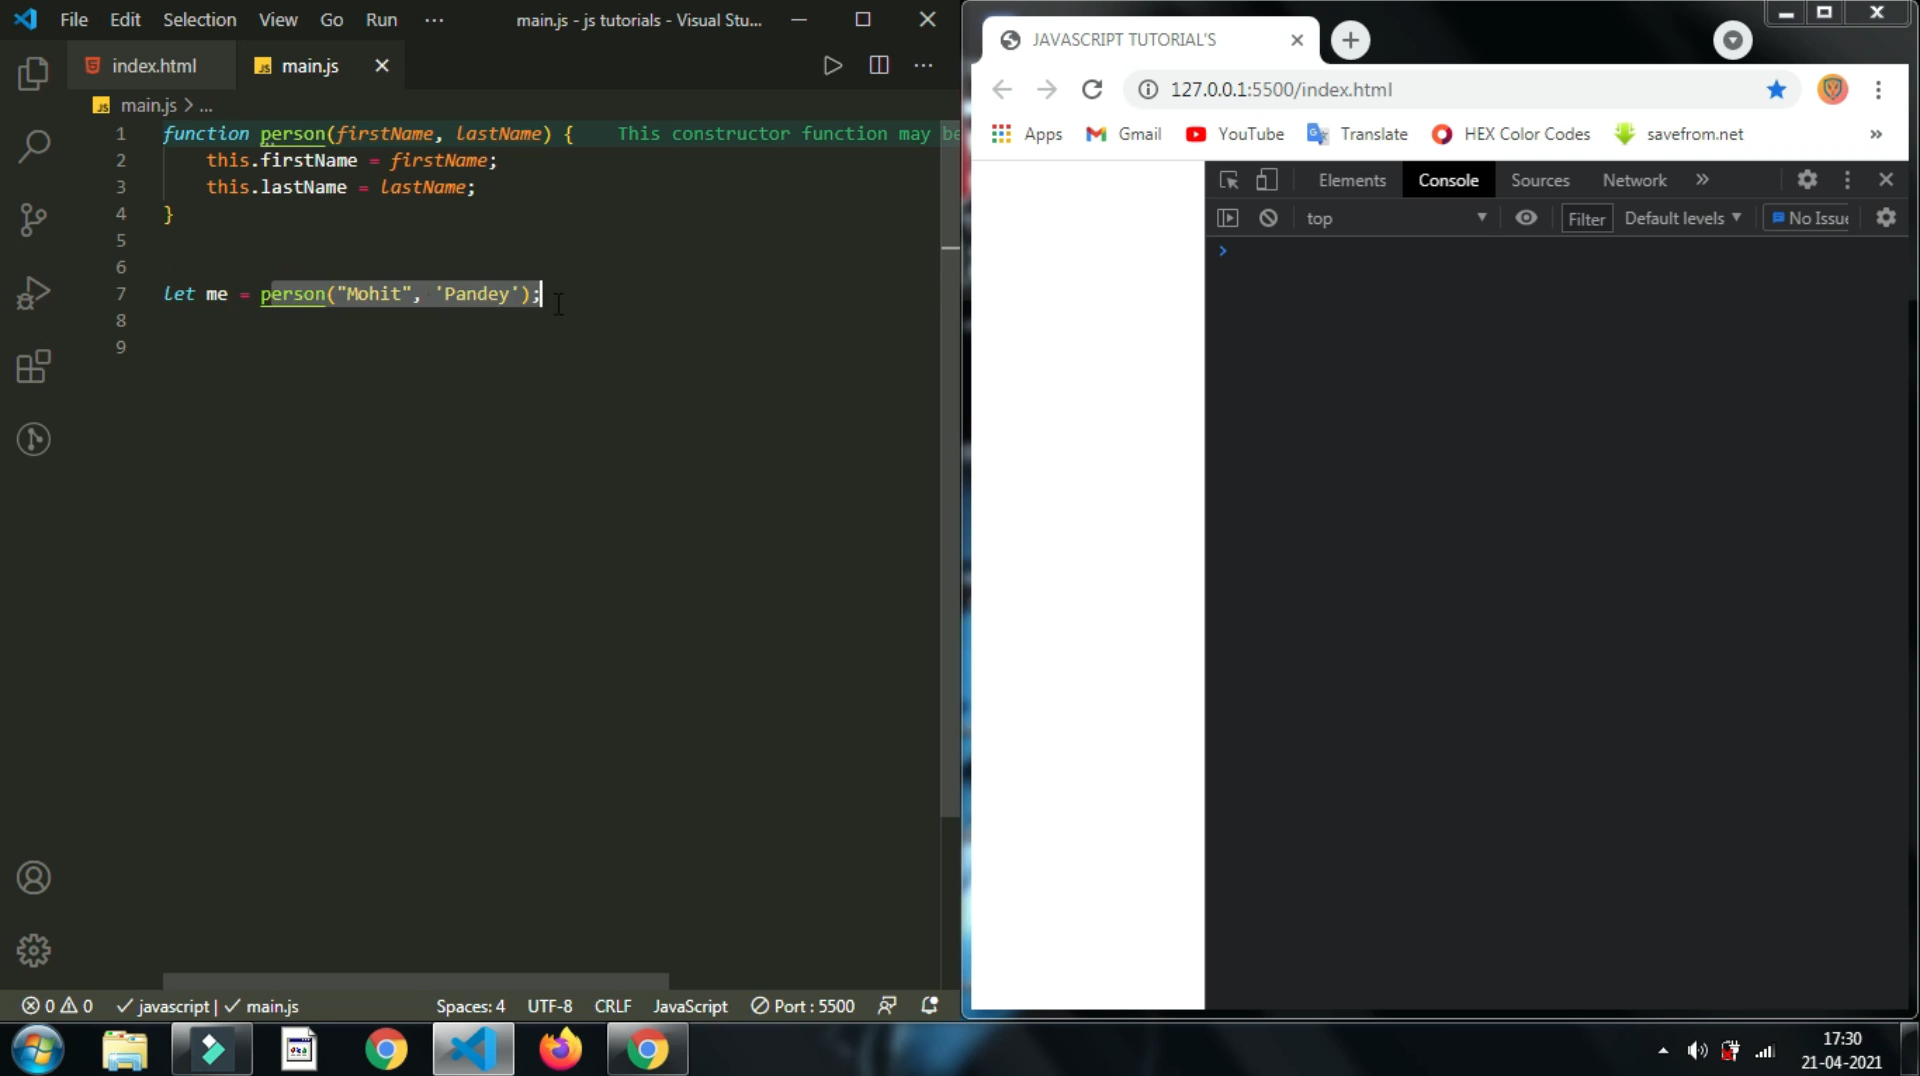 File Edit Selection View Go Run ··· main.js - js tutorials - Visual Stu...
index.html main.js
main.js > ...
1 function person(firstName, lastName) { This constructor function may be
2 this.firstName = firstName;
3 this.lastName = lastName;
4 }
5
6
7 let me = person("Mohit", 'Pandey');
8
9
0 0 javascript | main.js Spaces: 4 UTF-8 CRLF JavaScript Port : 5500
JAVASCRIPT TUTORIAL'S
127.0.0.1:5500/index.html
Apps Gmail YouTube Translate HEX Color Codes savefrom.net »
Elements Console Sources Network »
top Filter Default levels No Issue
>
17:30
21-04-2021